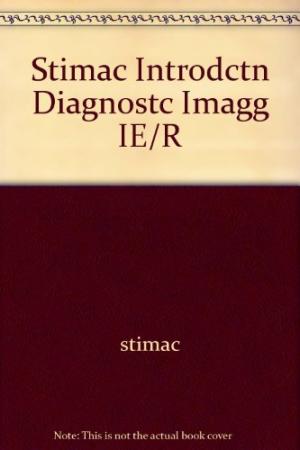 Stimac Introdctn
Diagnostc Imagg
IE/R
stimac
Note: This is not the actual book cover